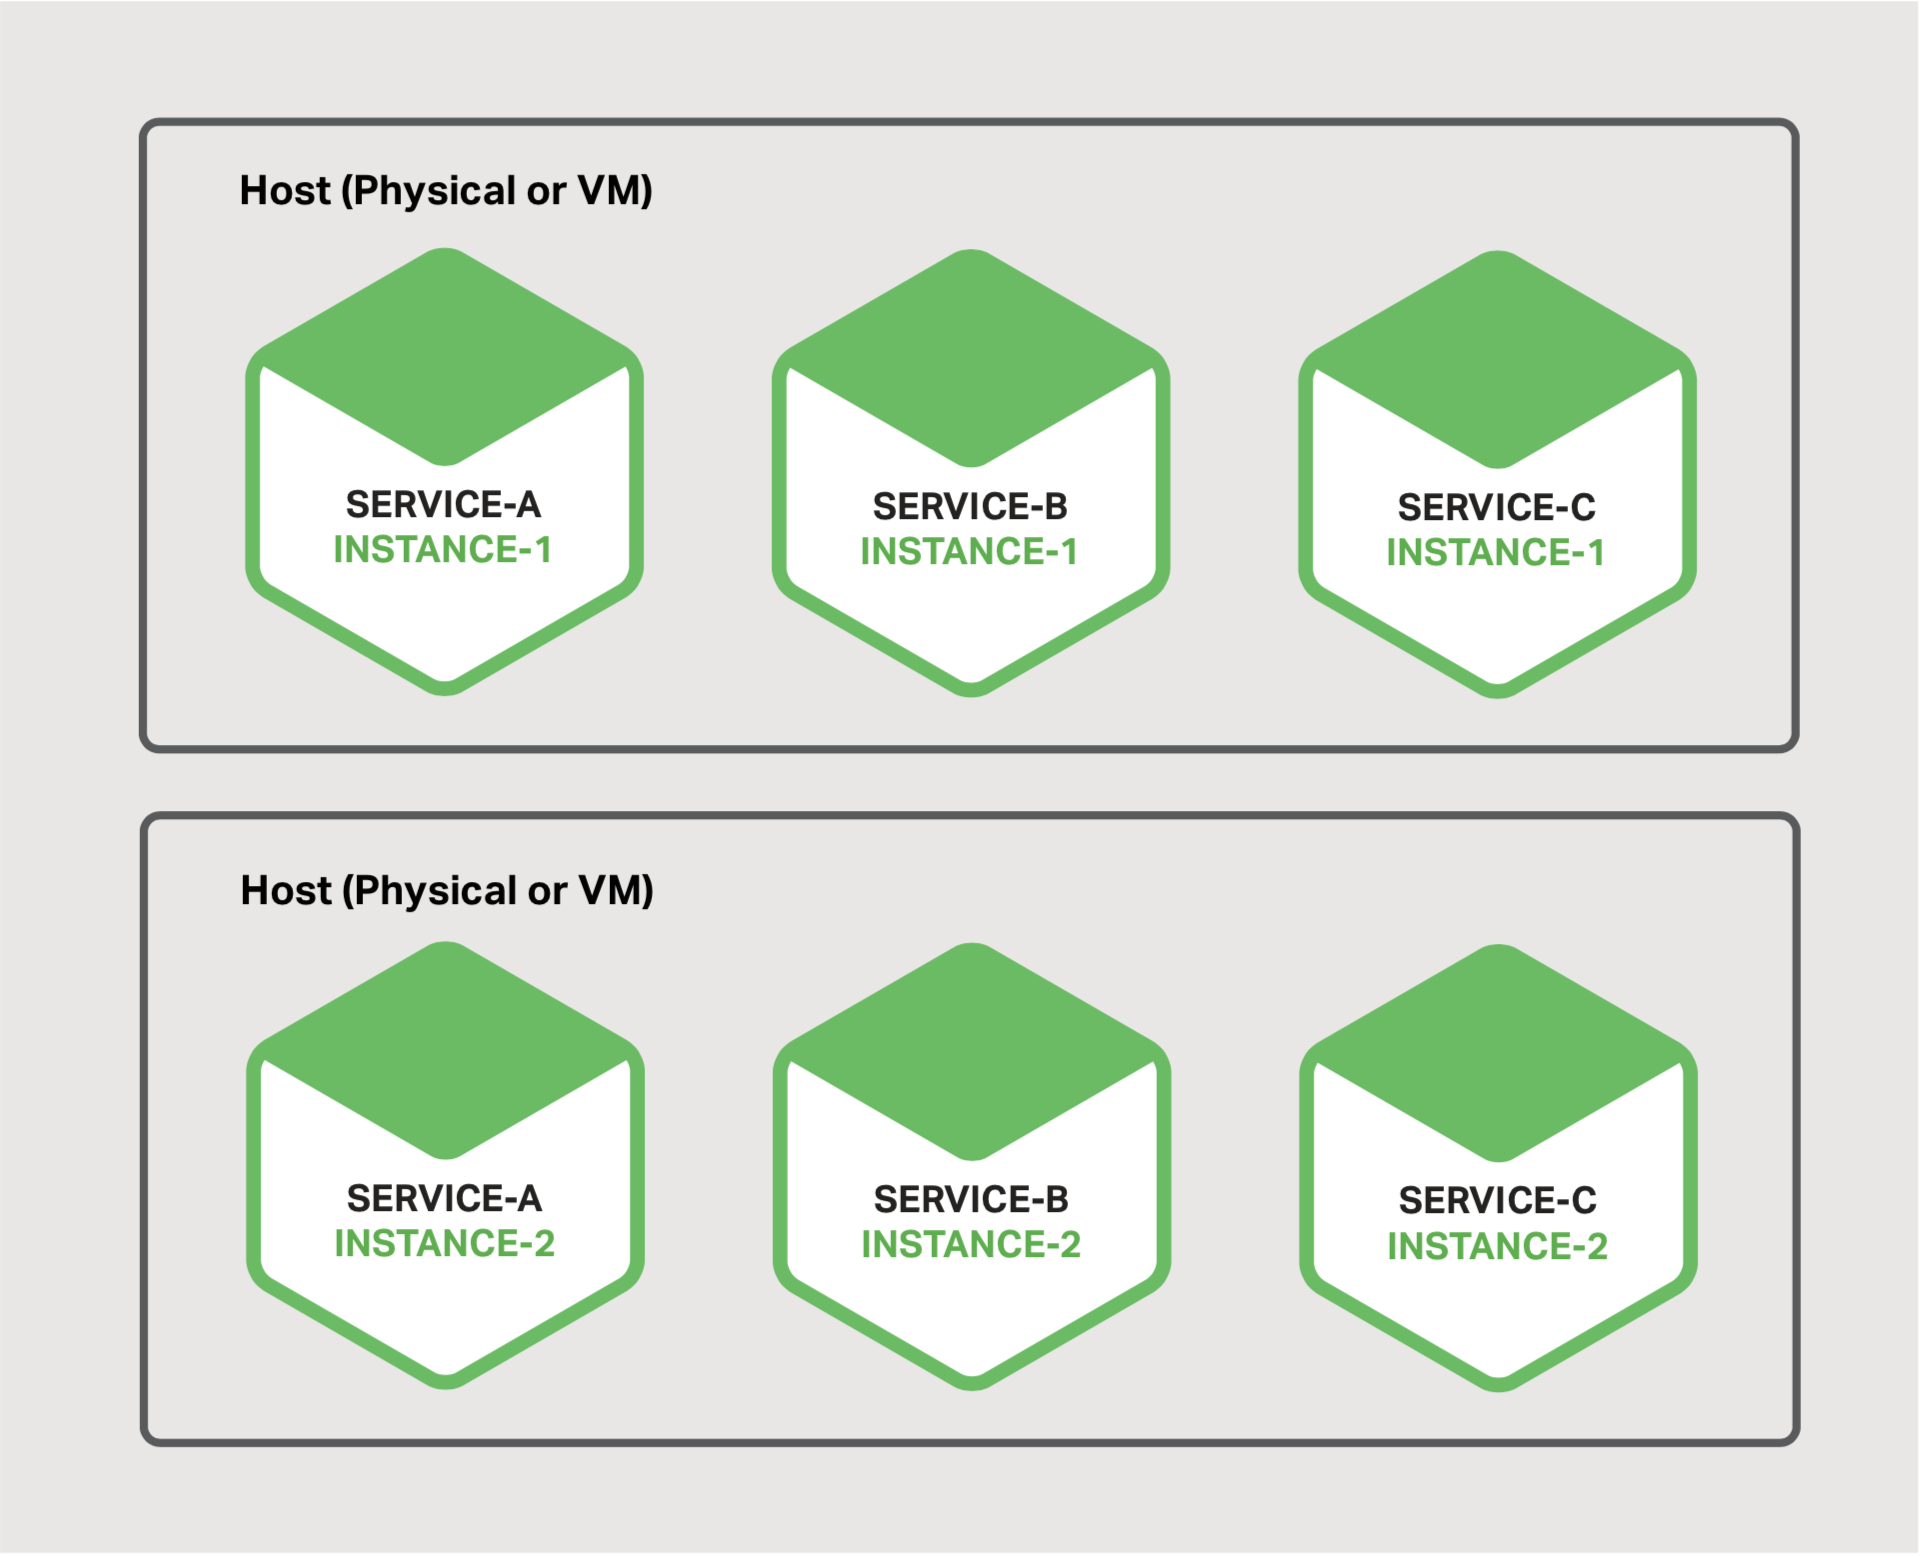 Host (Physical or VM)
SERVICE-A
INSTANCE-1
SERVICE-B
INSTANCE-1
SERVICE-C
INSTANCE-1
Host (Physical or VM)
SERVICE-A
INSTANCE-2
SERVICE-B
INSTANCE-2
SERVICE-C
INSTANCE-2